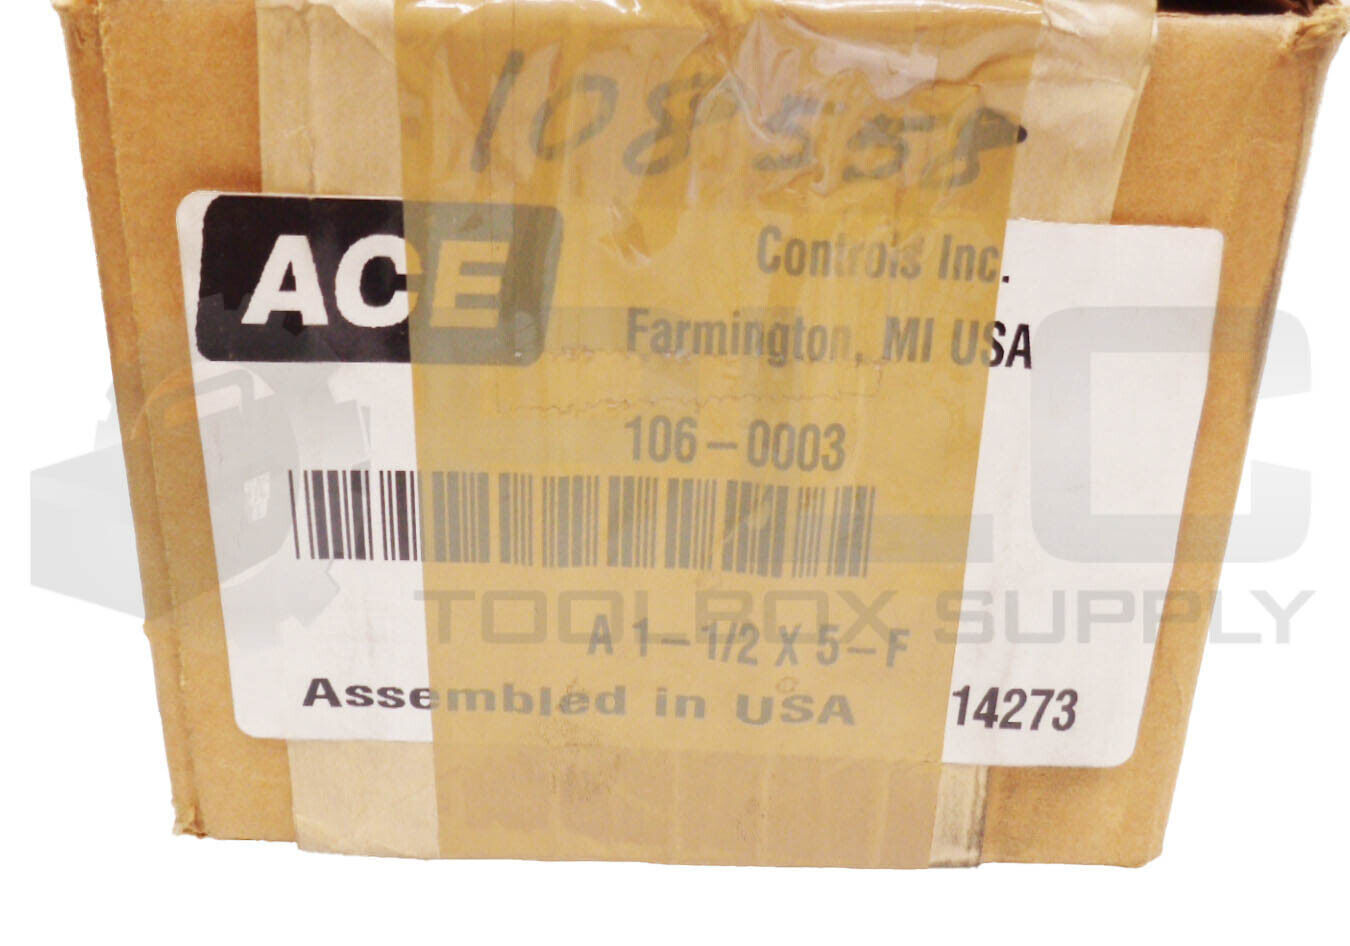 108558
ACE
Controls Inc.
Farmington, MI USA
106-0003
A 1-1/2 X 5-F
Assembled in USA 14273
PLC
TOOLBOX SUPPLY